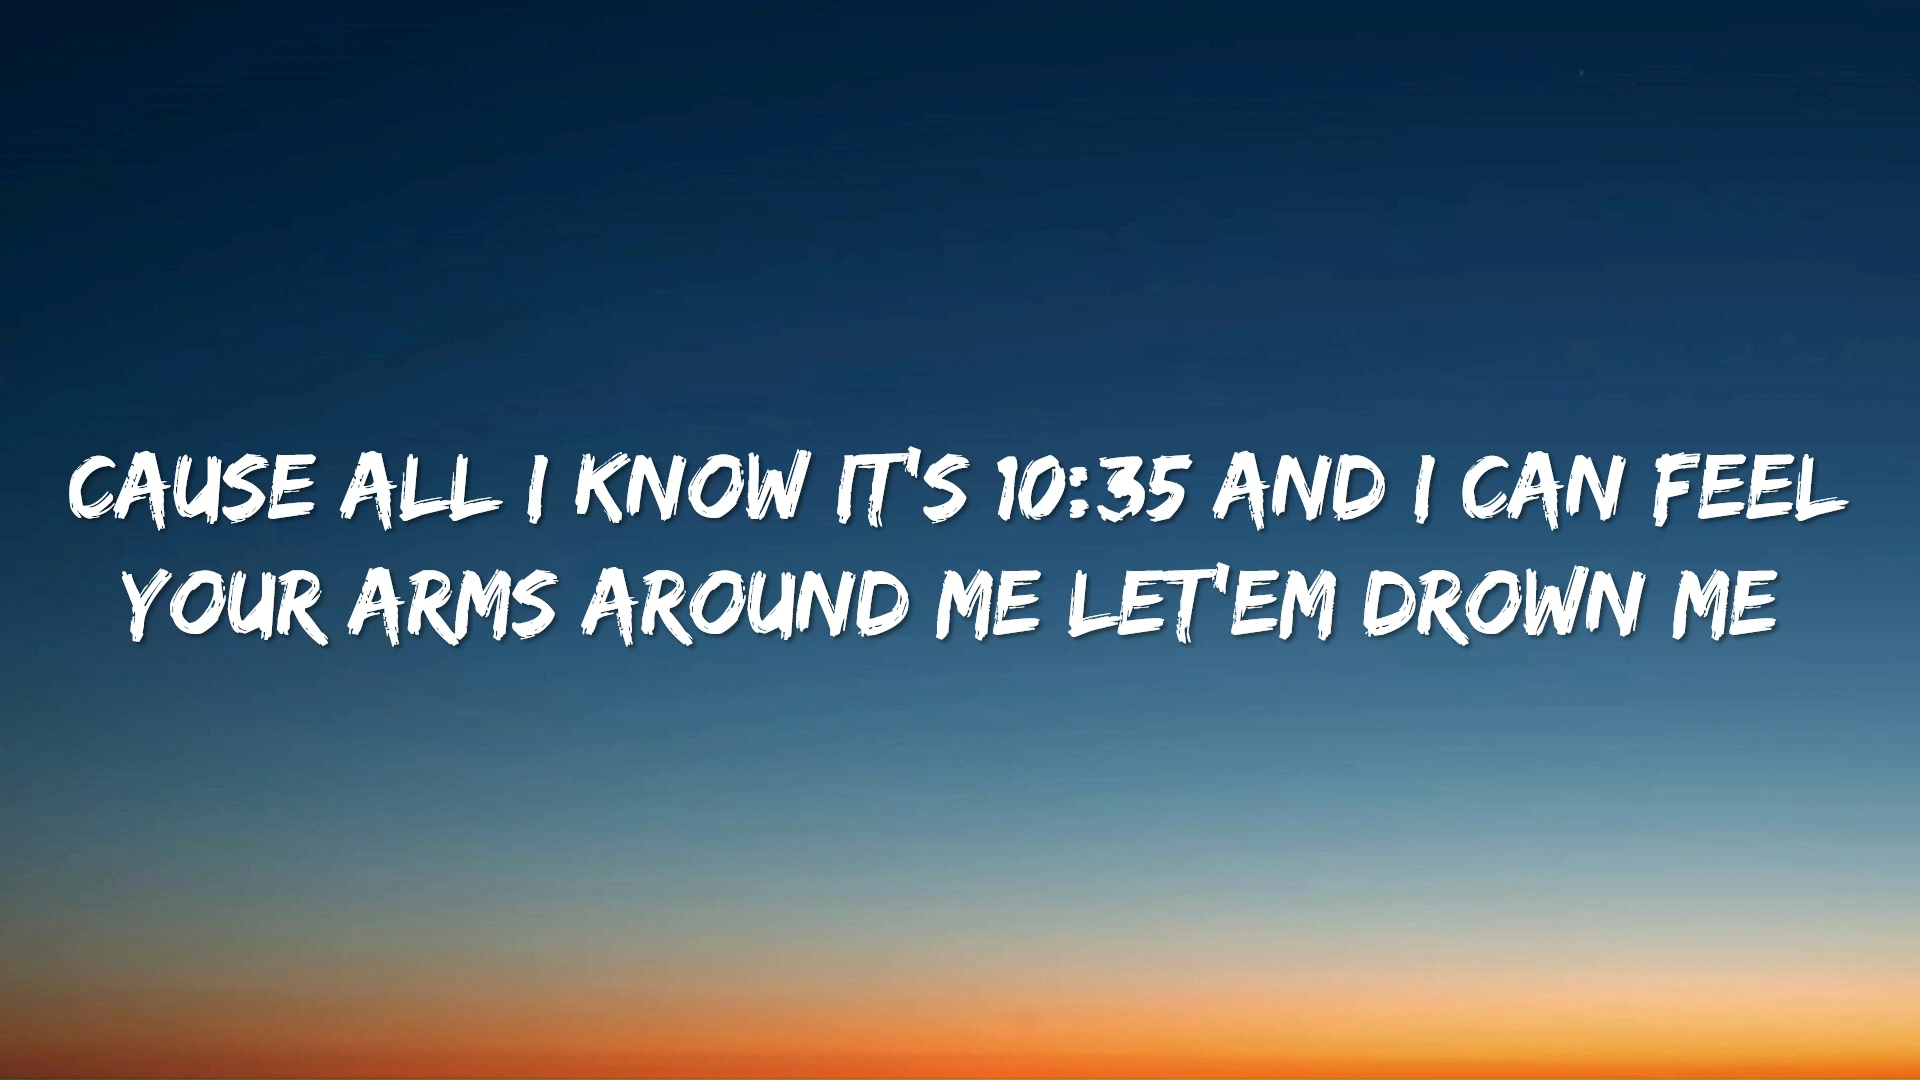 CAUSE ALL I KNOW IT'S 10:35 AND I CAN FEEL
YOUR ARMS AROUND ME LET'EM DROWN ME